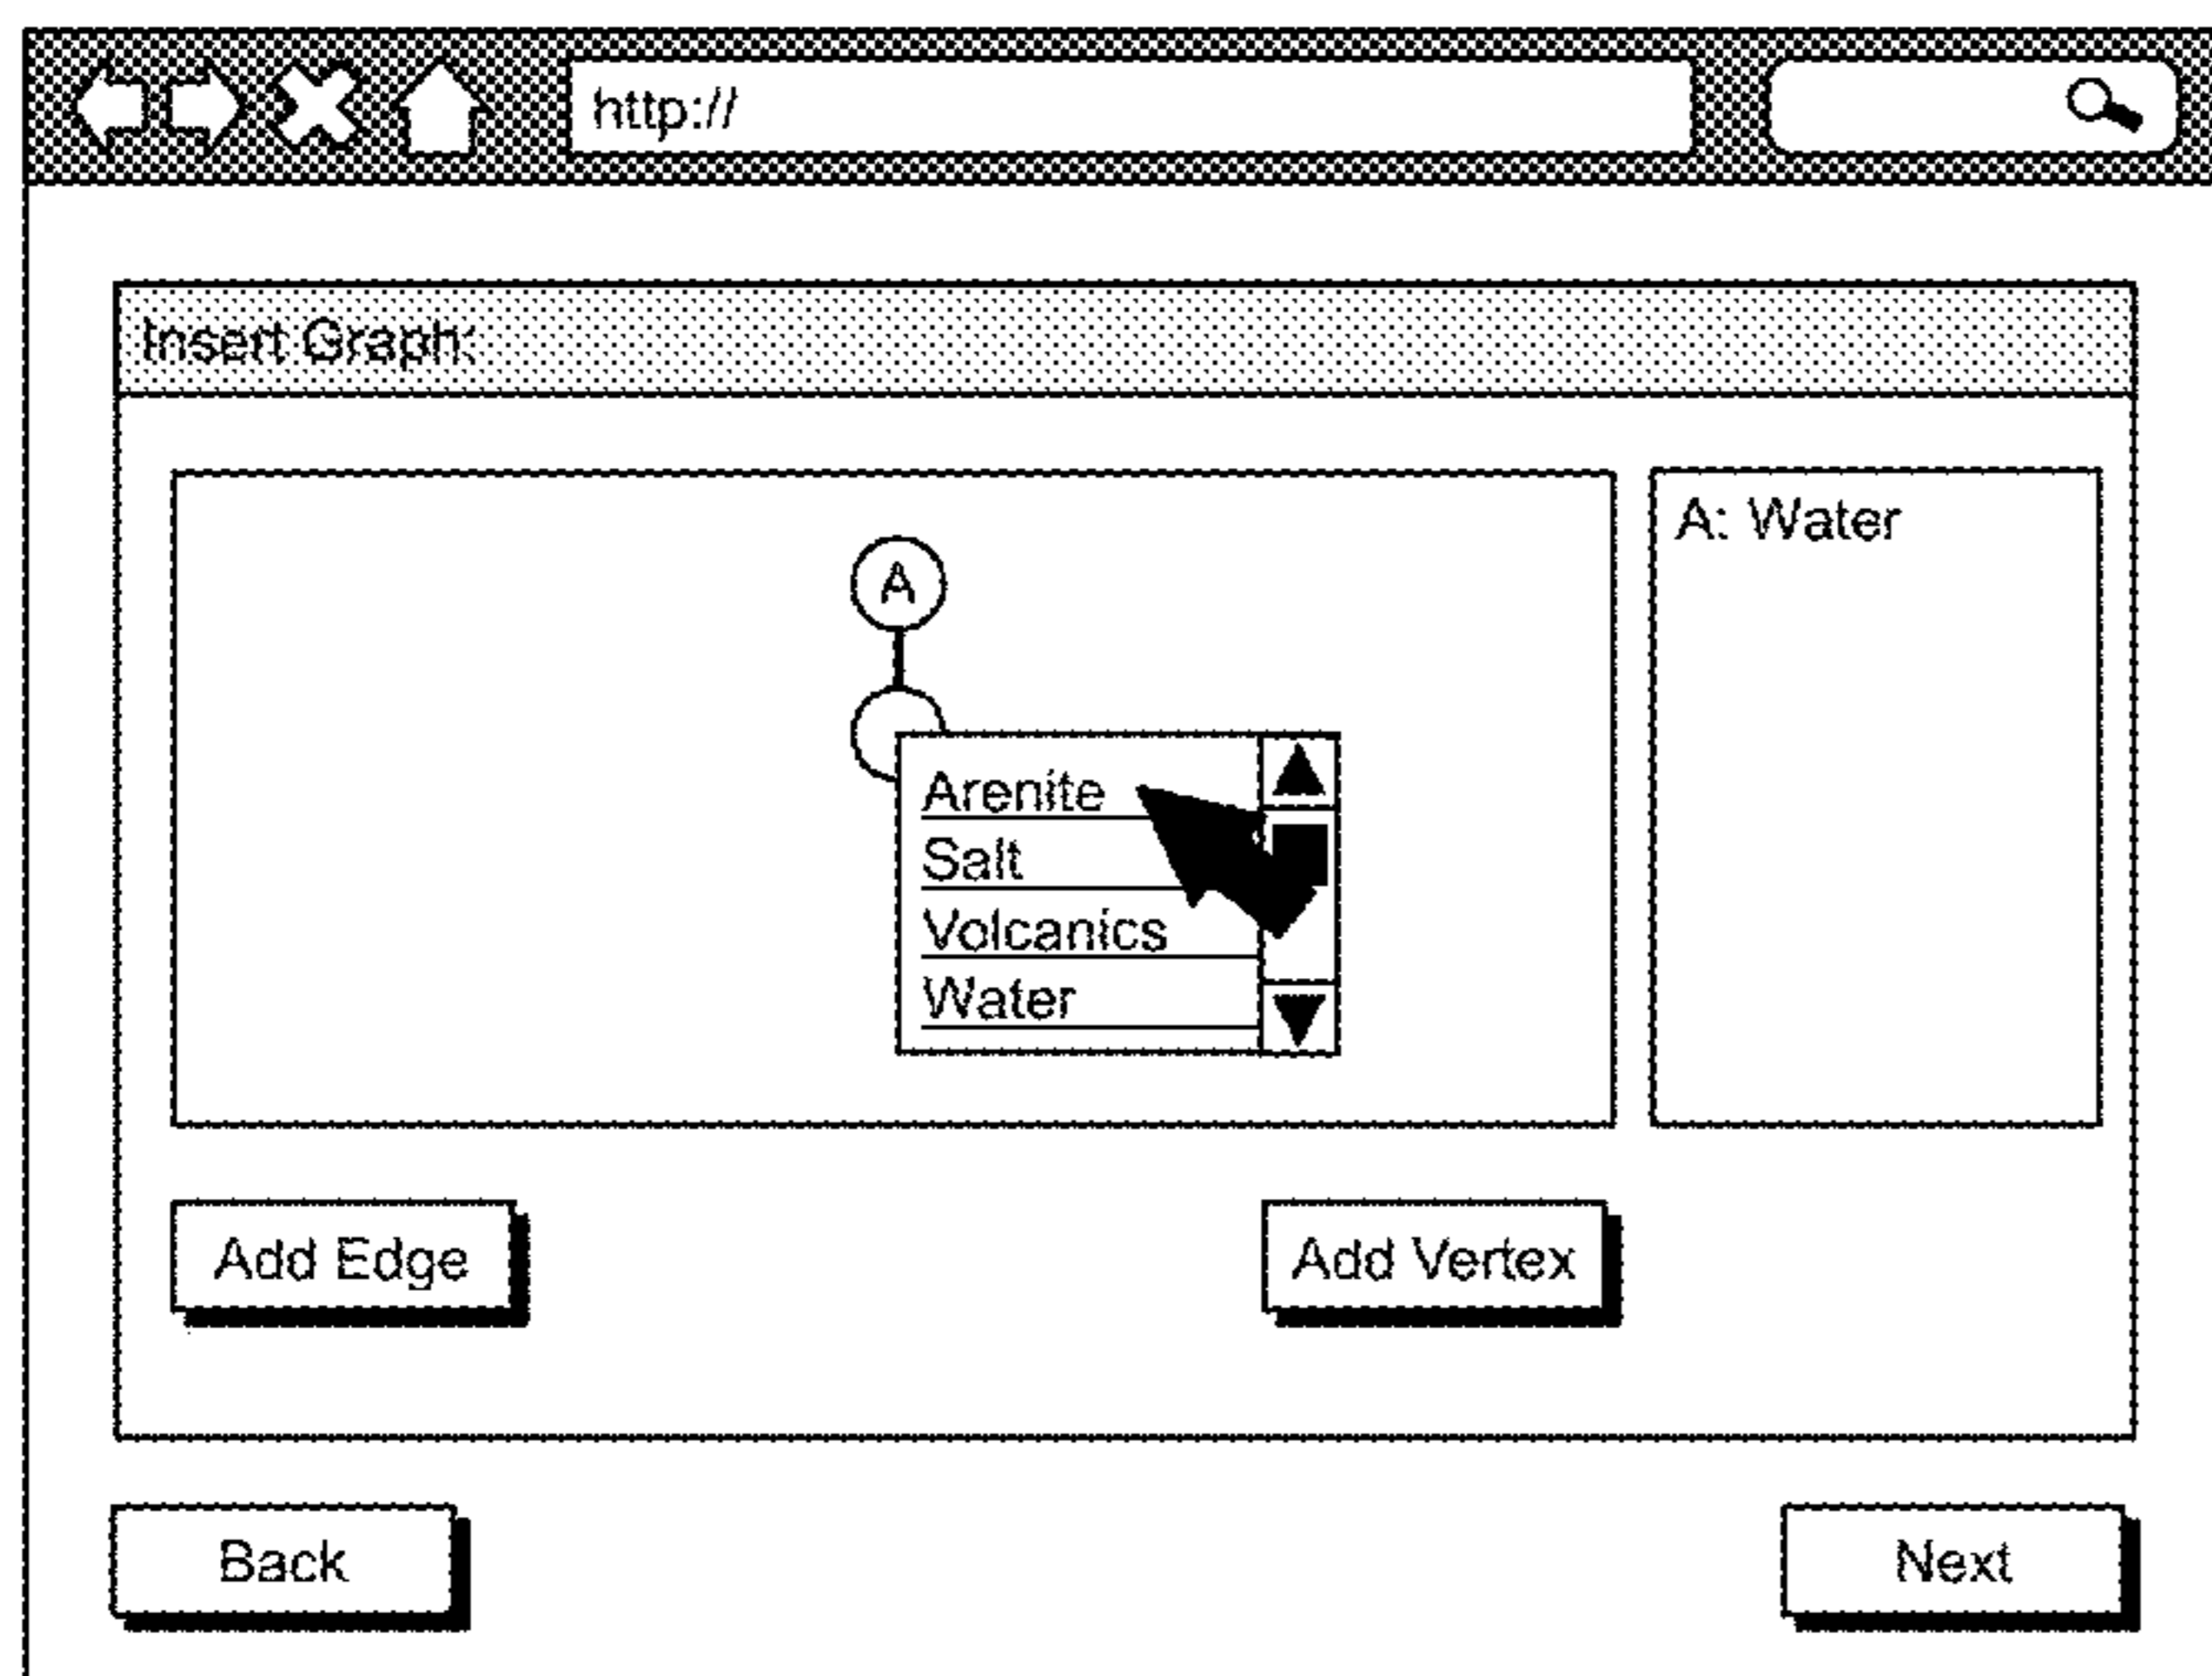 http://
Insert Graph:
A
A: Water
Arenite
Salt
Volcanics
Water
Add Edge
Add Vertex
Back
Next